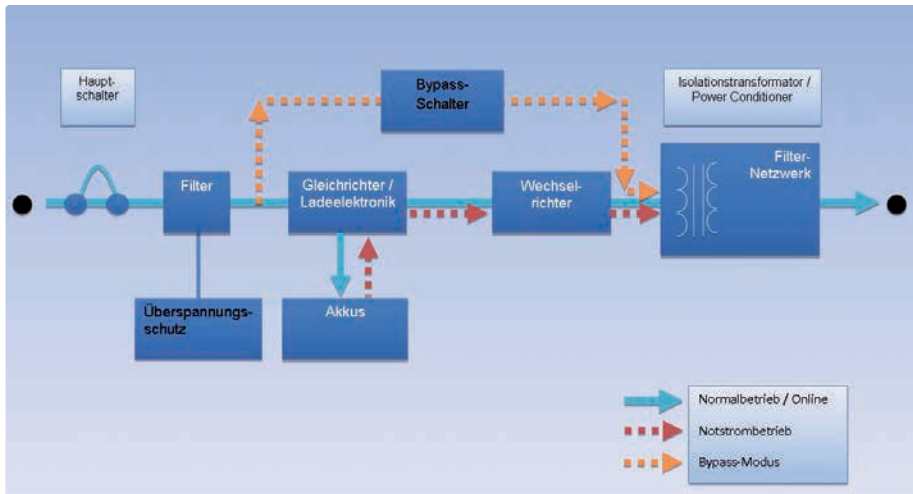 Haupt-
schalter
Bypass-
Schalter
Isolationstransformator /
Power Conditioner
Filter
Gleichrichter /
Ladeelektronik
Wechsel-
richter
Filter-
Netzwerk
Überspannungs-
schutz
Akkus
Normalbetrieb / Online
Notstrombetrieb
Bypass-Modus